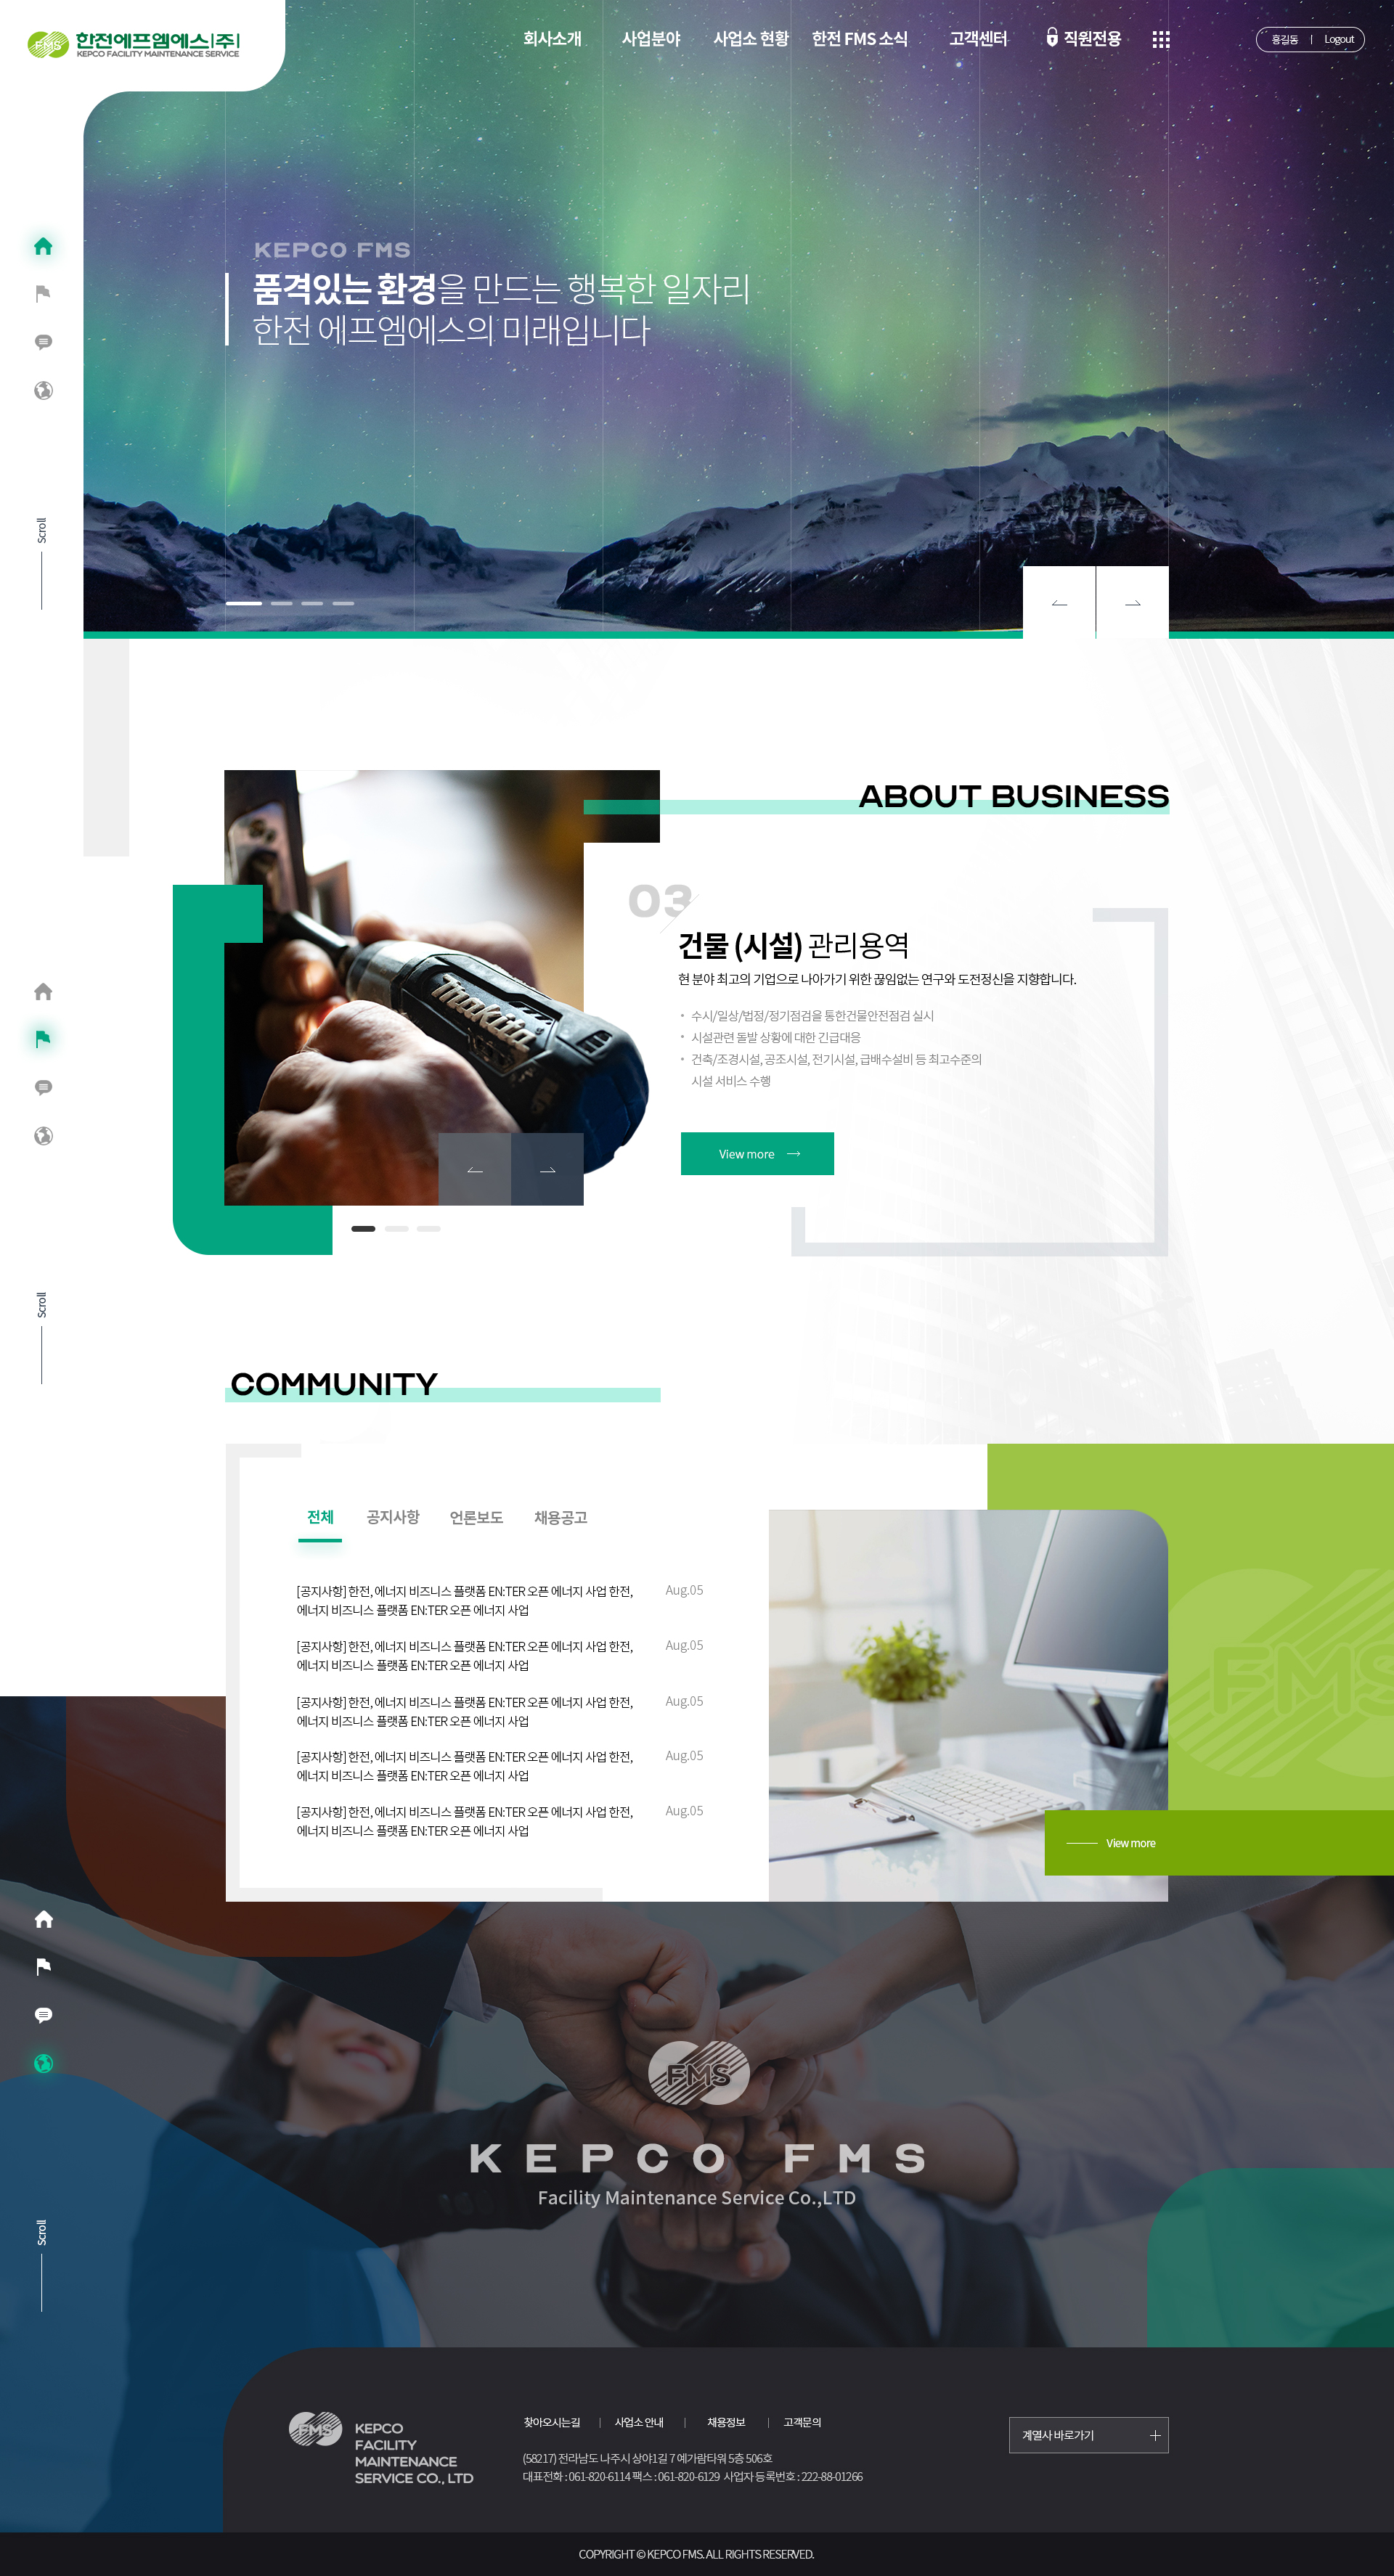 FMS 한전에프엠에스(주)
KEPCO FACILITY MAINTENANCE SERVICE
회사소개 사업분야 사업소 현황 한전 FMS 소식 고객센터 직원전용
홍길동 | Logout
KEPCO FMS
품격있는 환경을 만드는 행복한 일자리
한전 에프엠에스의 미래입니다
Scroll
ABOUT BUSINESS
makita
03
건물 (시설) 관리용역
현 분야 최고의 기업으로 나아가기 위한 끊임없는 연구와 도전정신을 지향합니다.
• 수시/일상/법정/정기점검을 통한건물안전점검 실시
• 시설관련 돌발 상황에 대한 긴급대응
• 건축/조경시설, 공조시설, 전기시설, 급배수설비 등 최고수준의
시설 서비스 수행
View more
Scroll
COMMUNITY
전체 공지사항 언론보도 채용공고
[공지사항] 한전, 에너지 비즈니스 플랫폼 EN:TER 오픈 에너지 사업 한전, Aug.05
에너지 비즈니스 플랫폼 EN:TER 오픈 에너지 사업
[공지사항] 한전, 에너지 비즈니스 플랫폼 EN:TER 오픈 에너지 사업 한전, Aug.05
에너지 비즈니스 플랫폼 EN:TER 오픈 에너지 사업
[공지사항] 한전, 에너지 비즈니스 플랫폼 EN:TER 오픈 에너지 사업 한전, Aug.05
에너지 비즈니스 플랫폼 EN:TER 오픈 에너지 사업
[공지사항] 한전, 에너지 비즈니스 플랫폼 EN:TER 오픈 에너지 사업 한전, Aug.05
에너지 비즈니스 플랫폼 EN:TER 오픈 에너지 사업
[공지사항] 한전, 에너지 비즈니스 플랫폼 EN:TER 오픈 에너지 사업 한전, Aug.05
에너지 비즈니스 플랫폼 EN:TER 오픈 에너지 사업
FMS
View more
FMS
KEPCO FMS
Facility Maintenance Service Co.,LTD
Scroll
FMS
KEPCO
FACILITY
MAINTENANCE
SERVICE CO., LTD
찾아오시는길 | 사업소 안내 | 채용정보 | 고객문의
(58217) 전라남도 나주시 상야1길 7 예가람타워 5층 506호
대표전화 : 061-820-6114 팩스 : 061-820-6129 사업자 등록번호 : 222-88-01266
계열사 바로가기
COPYRIGHT © KEPCO FMS. ALL RIGHTS RESERVED.